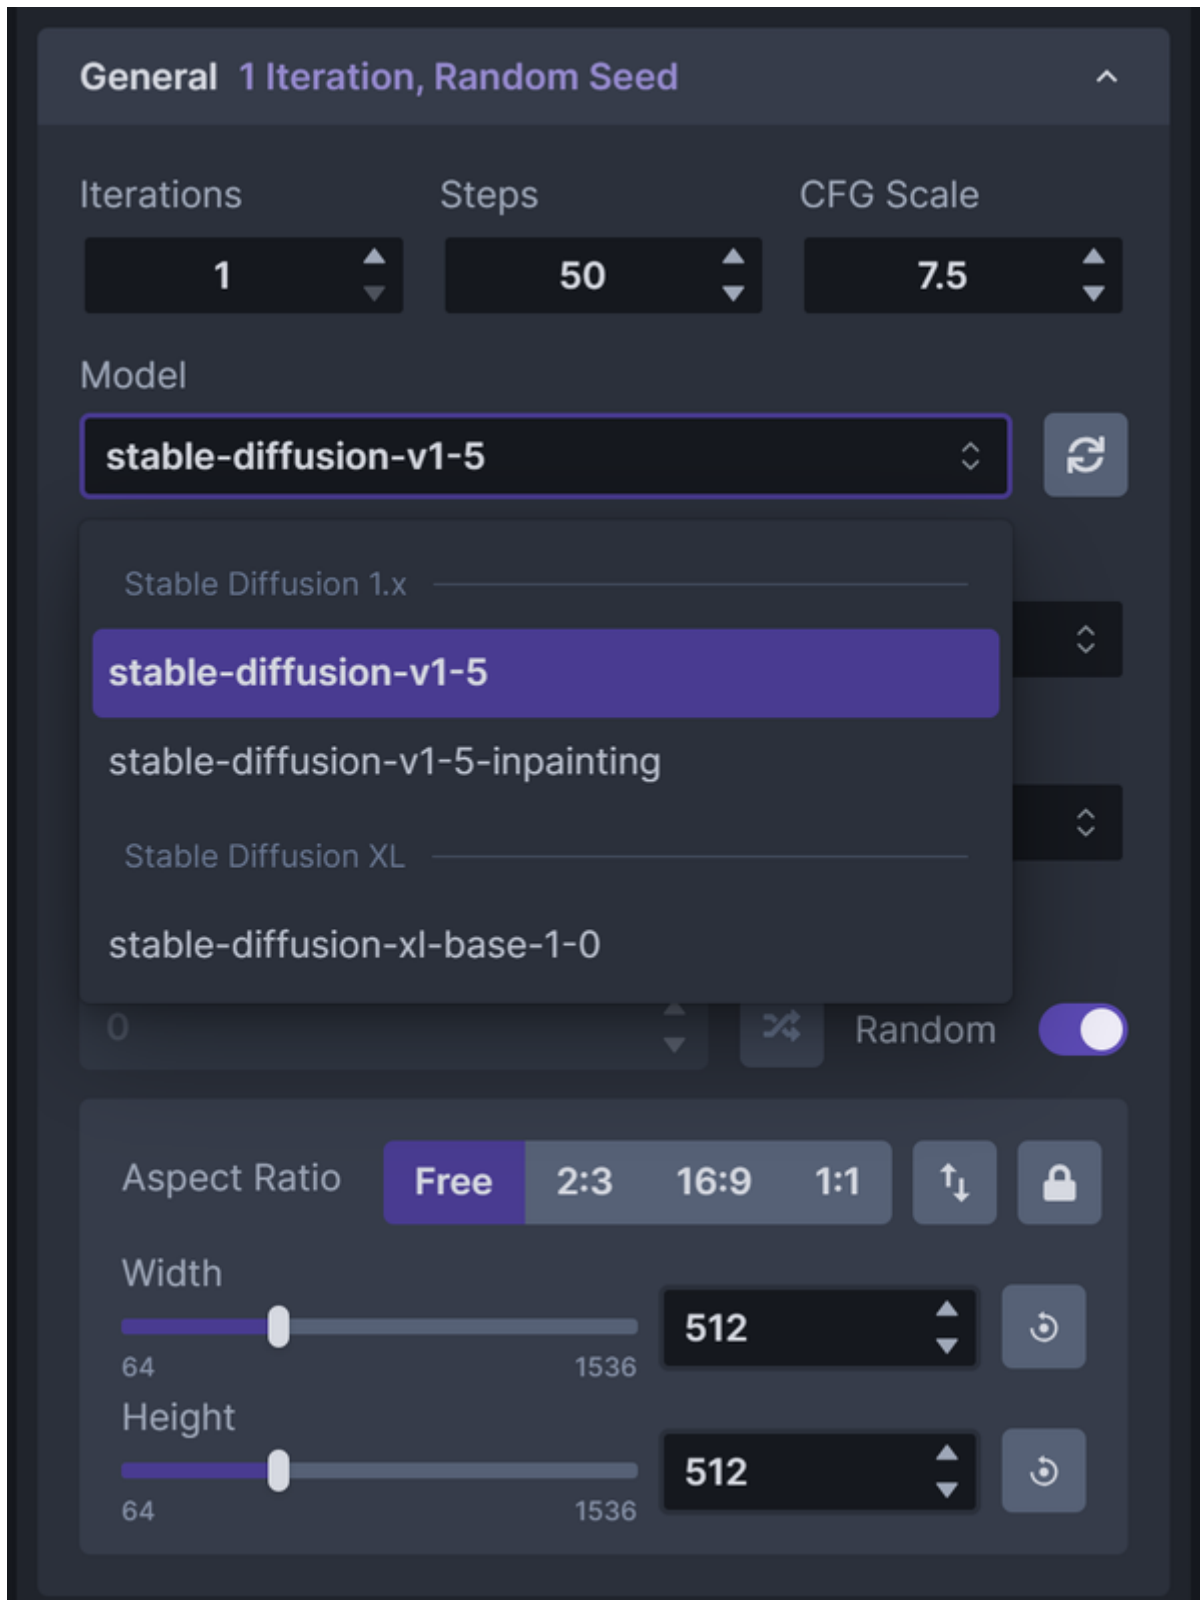 General 1 Iteration, Random Seed
Iterations Steps CFG Scale
1 50 7.5
Model
stable-diffusion-v1-5
Stable Diffusion 1.x
stable-diffusion-v1-5
stable-diffusion-v1-5-inpainting
Stable Diffusion XL
stable-diffusion-xl-base-1-0
0 Random
Aspect Ratio Free 2:3 16:9 1:1
Width
512
64 1536
Height
512
64 1536